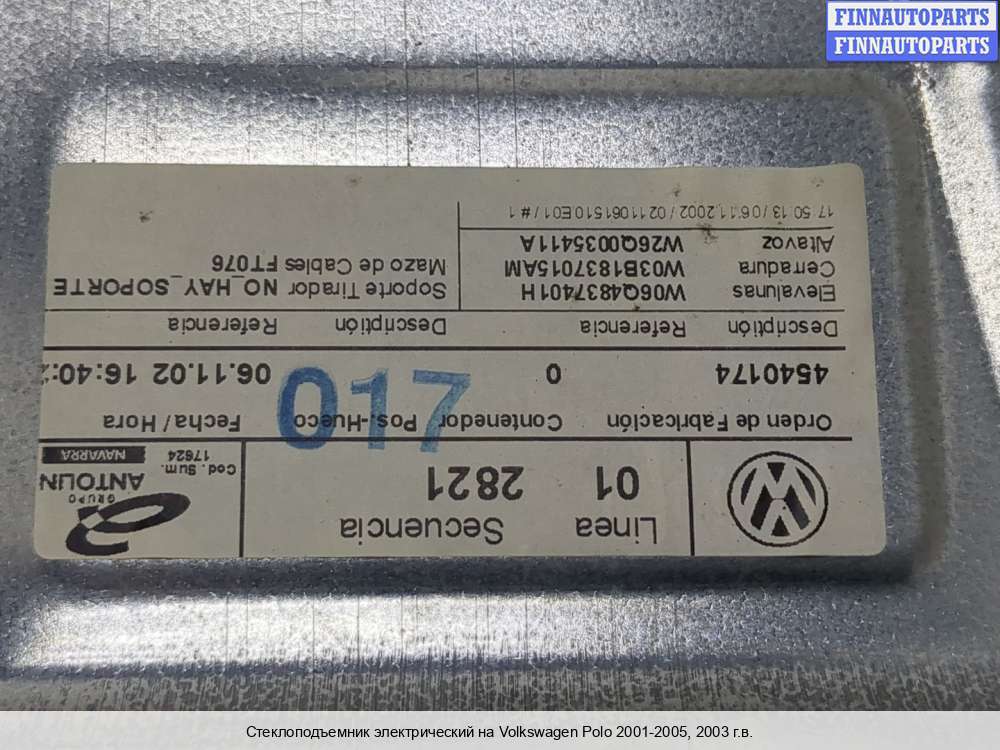 FINNAUTOPARTS
FINNAUTOPARTS
Linea Secuencia
01 2821
GRUPO
ANTOLIN
NAVARRA
Cod. Sum.
17624
Orden de Fabricación Contenedor Pos.-Hueco Fecha / Hora
4540174 0 06.11.02 16:40:
017
Descriptión Referencia Descriptión Referencia
Elevalunas W06Q4837401H Soporte Tirador NO_HAY_SOPORTE
Cerradura W03B1837015AM Mazo de Cables FT076
Altavoz W26Q0035411A
17:50:13 / 06.11.2002 / 0211061510E01 / # 1
Стеклоподъемник электрический на Volkswagen Polo 2001-2005, 2003 г.в.